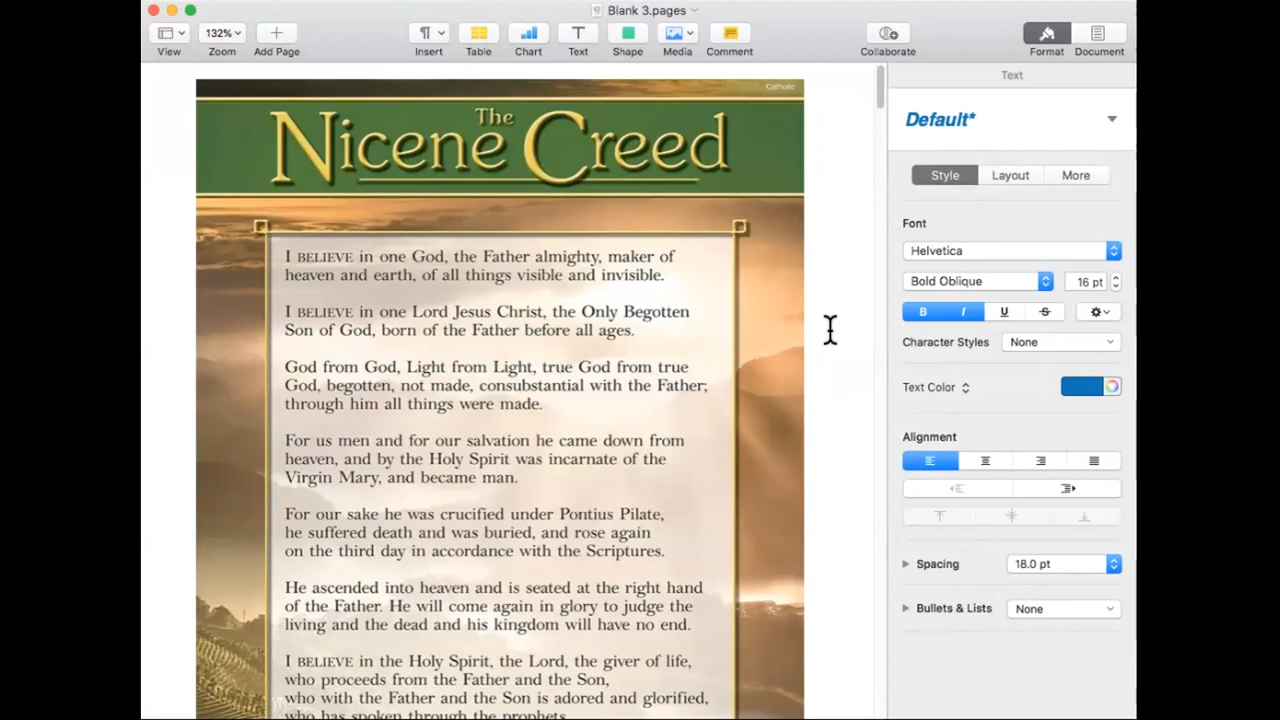 Blank 3.pages
132%
View
Zoom
Add Page
Insert
Table
Chart
Text
Shape
Media
Comment
Collaborate
Format
Document
Catholic
The
Nicene Creed
I BELIEVE in one God, the Father almighty, maker of
heaven and earth, of all things visible and invisible.
I BELIEVE in one Lord Jesus Christ, the Only Begotten
Son of God, born of the Father before all ages.
God from God, Light from Light, true God from true
God, begotten, not made, consubstantial with the Father;
through him all things were made.
For us men and for our salvation he came down from
heaven, and by the Holy Spirit was incarnate of the
Virgin Mary, and became man.
For our sake he was crucified under Pontius Pilate,
he suffered death and was buried, and rose again
on the third day in accordance with the Scriptures.
He ascended into heaven and is seated at the right hand
of the Father. He will come again in glory to judge the
living and the dead and his kingdom will have no end.
I BELIEVE in the Holy Spirit, the Lord, the giver of life,
who proceeds from the Father and the Son,
who with the Father and the Son is adored and glorified,
who has spoken through the prophets.
Text
Default*
Style
Layout
More
Font
Helvetica
Bold Oblique
16 pt
B I U S
Character Styles
None
Text Color
Alignment
Spacing
18.0 pt
Bullets & Lists
None